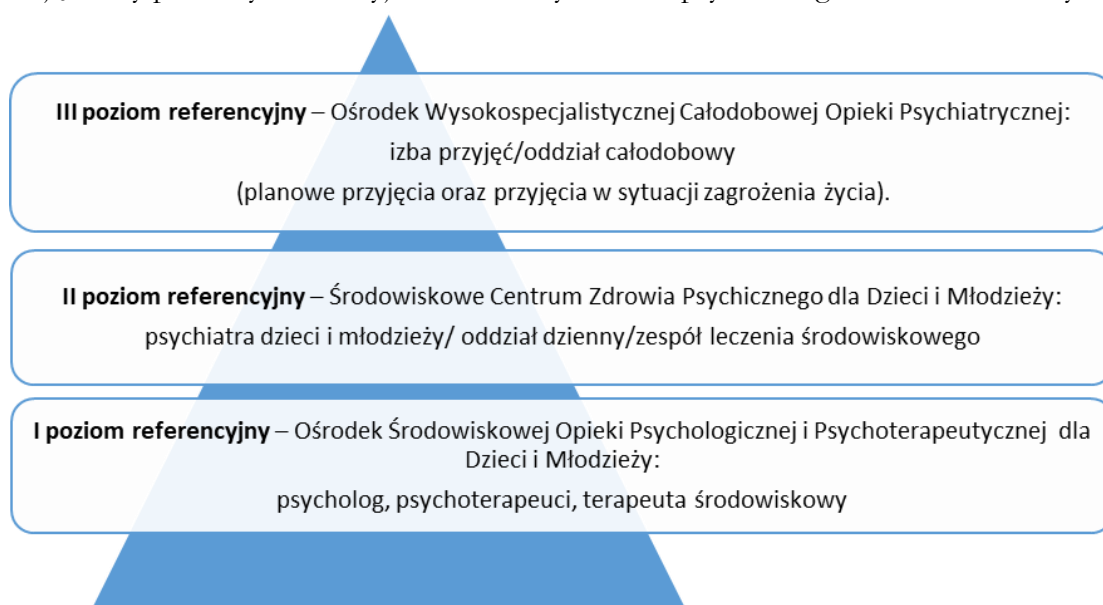 III poziom referencyjny – Ośrodek Wysokospecjalistycznej Całodobowej Opieki Psychiatrycznej:
izba przyjęć/oddział całodobowy
(planowe przyjęcia oraz przyjęcia w sytuacji zagrożenia życia).
II poziom referencyjny – Środowiskowe Centrum Zdrowia Psychicznego dla Dzieci i Młodzieży:
psychiatra dzieci i młodzieży/ oddział dzienny/zespół leczenia środowiskowego
I poziom referencyjny – Ośrodek Środowiskowej Opieki Psychologicznej i Psychoterapeutycznej dla
Dzieci i Młodzieży:
psycholog, psychoterapeuci, terapeuta środowiskowy